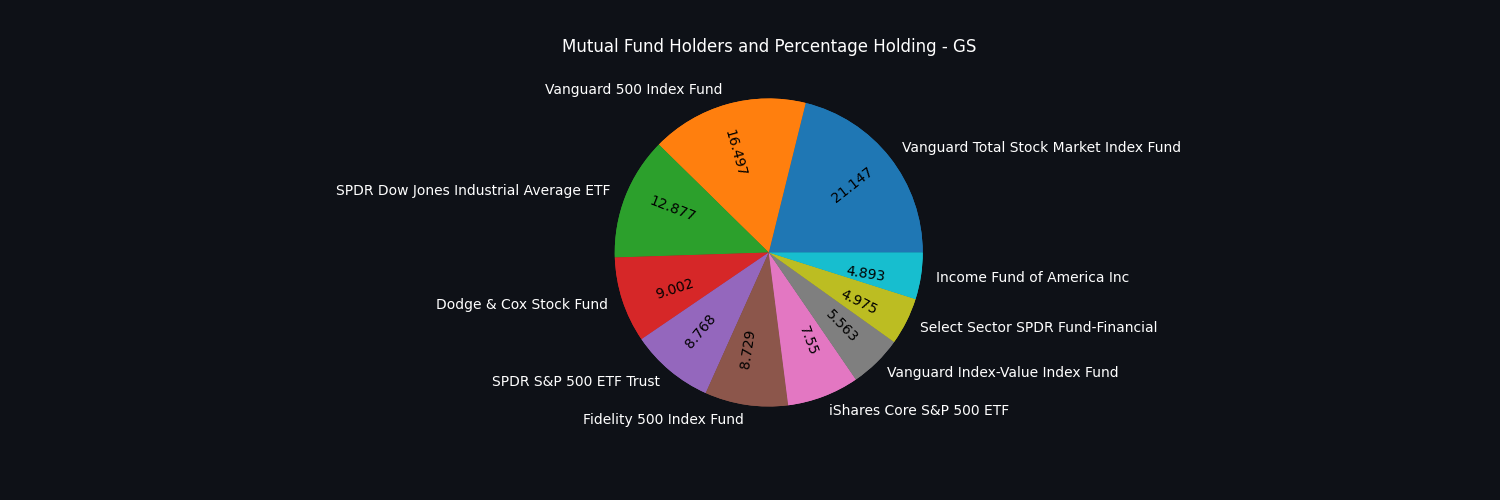 Mutual Fund Holders and Percentage Holding - GS
Vanguard 500 Index Fund
16.497
Vanguard Total Stock Market Index Fund
21.147
SPDR Dow Jones Industrial Average ETF
12.877
Income Fund of America Inc
4.893
Dodge & Cox Stock Fund
9.002
Select Sector SPDR Fund-Financial
4.975
SPDR S&P 500 ETF Trust
8.768
Vanguard Index-Value Index Fund
5.563
Fidelity 500 Index Fund
8.729
iShares Core S&P 500 ETF
7.55